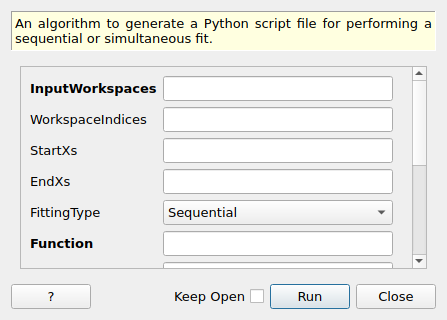 An algorithm to generate a Python script file for performing a
sequential or simultaneous fit.
InputWorkspaces
WorkspaceIndices
StartXs
EndXs
FittingType Sequential
Function
? Keep Open Run Close